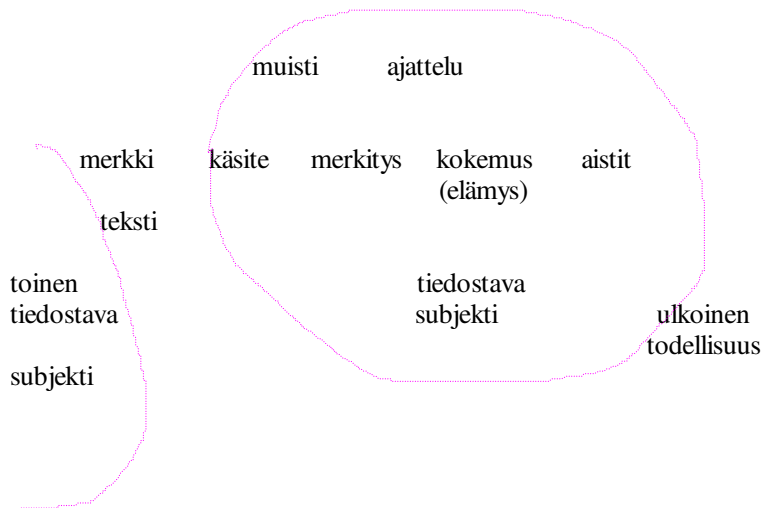 muisti ajattelu
merkki käsite merkitys kokemus aistit
(elämys)
teksti
toinen tiedostava
tiedostava subjekti ulkoinen
todellisuus
subjekti